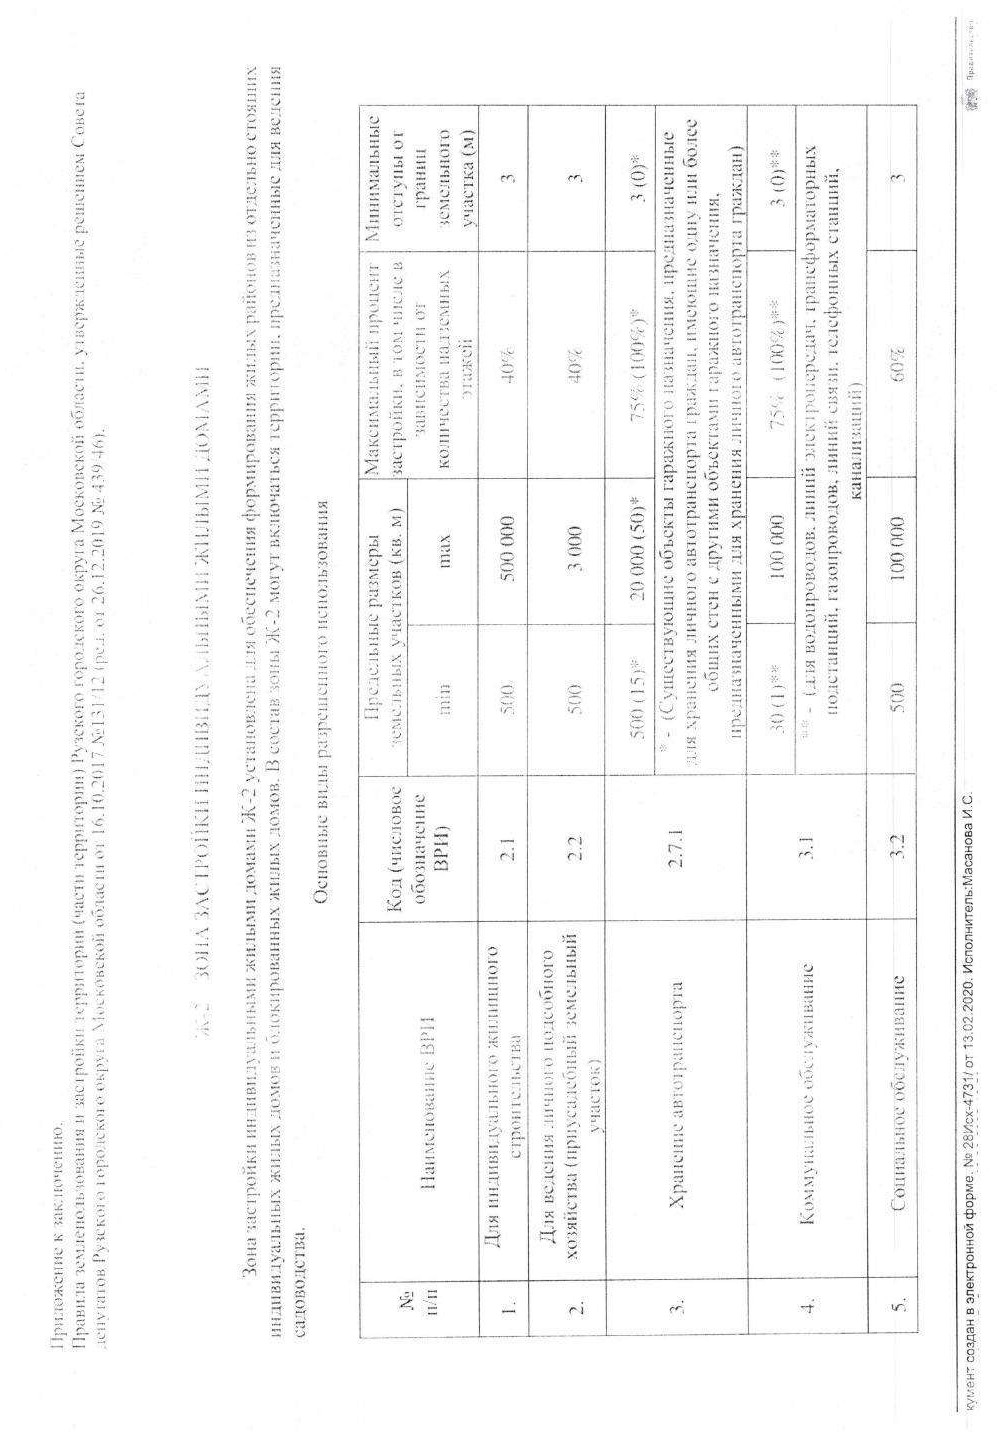 Приложение к заключению.
Правила землепользования и застройки территории (части территории) Рузского городского округа Московской области, утвержденные решением Совета
депутатов Рузского городского округа Московской области от 16.10.2017 №131/12 (ред. от 26.12.2019 № 439/46).
Ж-2 ЗОНА ЗАСТРОЙКИ ИНДИВИДУАЛЬНЫМИ ЖИЛЫМИ ДОМАМИ
Зона застройки индивидуальными жилыми домами Ж-2 установлена для обеспечения формирования жилых районов из отдельно стоящих
индивидуальных жилых домов и блокированных жилых домов. В состав зоны Ж-2 могут включаться территории, предназначенные для ведения
садоводства.
Основные виды разрешенного использования
№ п/п
Наименование ВРИ
Код (числовое обозначение ВРИ)
Предельные размеры земельных участков (кв. м)
min
max
Максимальный процент застройки, в том числе в зависимости от количества надземных этажей
Минимальные отступы от границ земельного участка (м)
1. Для индивидуального жилищного строительства 2.1 500 500 000 40% 3
2. Для ведения личного подсобного хозяйства (приусадебный земельный участок) 2.2 500 3 000 40% 3
3. Хранение автотранспорта 2.7.1 500 (15)* 20 000 (50)* 75% (100%)* 3 (0)*
* - (Существующие объекты гаражного назначения, предназначенные
для хранения личного автотранспорта граждан, имеющие одну или более
общих стен с другими объектами гаражного назначения,
предназначенными для хранения личного автотранспорта граждан)
4. Коммунальное обслуживание 3.1 30 (1)** 100 000 75% (100%)** 3 (0)**
** - (для водопроводов, линий электропередач, трансформаторных
подстанций, газопроводов, линий связи, телефонных станций,
канализаций)
5. Социальное обслуживание 3.2 500 100 000 60% 3
кумент создан в электронной форме. № 28Исх-4731/ от 13.02.2020. Исполнитель:Масанова И.С.